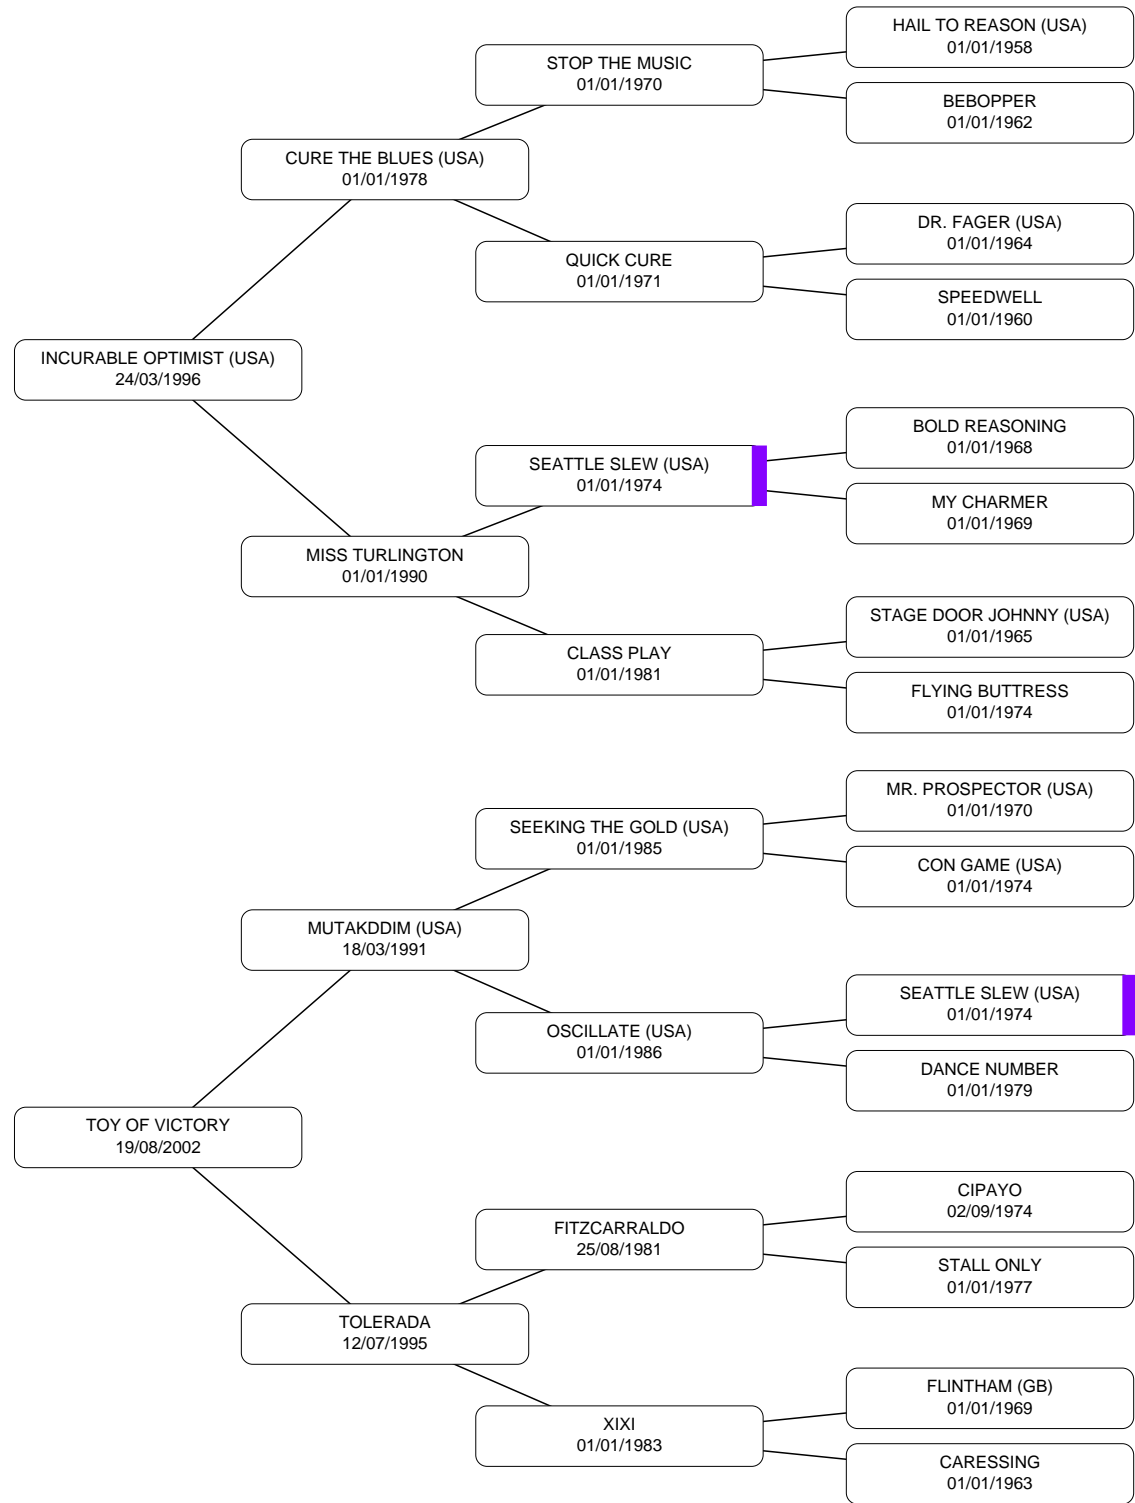 HAIL TO REASON (USA)
01/01/1958
STOP THE MUSIC
01/01/1970
BEBOPPER
01/01/1962
CURE THE BLUES (USA)
01/01/1978
DR. FAGER (USA)
01/01/1964
QUICK CURE
01/01/1971
SPEEDWELL
01/01/1960
INCURABLE OPTIMIST (USA)
24/03/1996
BOLD REASONING
01/01/1968
SEATTLE SLEW (USA)
01/01/1974
MY CHARMER
01/01/1969
MISS TURLINGTON
01/01/1990
STAGE DOOR JOHNNY (USA)
01/01/1965
CLASS PLAY
01/01/1981
FLYING BUTTRESS
01/01/1974
MR. PROSPECTOR (USA)
01/01/1970
SEEKING THE GOLD (USA)
01/01/1985
CON GAME (USA)
01/01/1974
MUTAKDDIM (USA)
18/03/1991
SEATTLE SLEW (USA)
01/01/1974
OSCILLATE (USA)
01/01/1986
DANCE NUMBER
01/01/1979
TOY OF VICTORY
19/08/2002
CIPAYO
02/09/1974
FITZCARRALDO
25/08/1981
STALL ONLY
01/01/1977
TOLERADA
12/07/1995
FLINTHAM (GB)
01/01/1969
XIXI
01/01/1983
CARESSING
01/01/1963